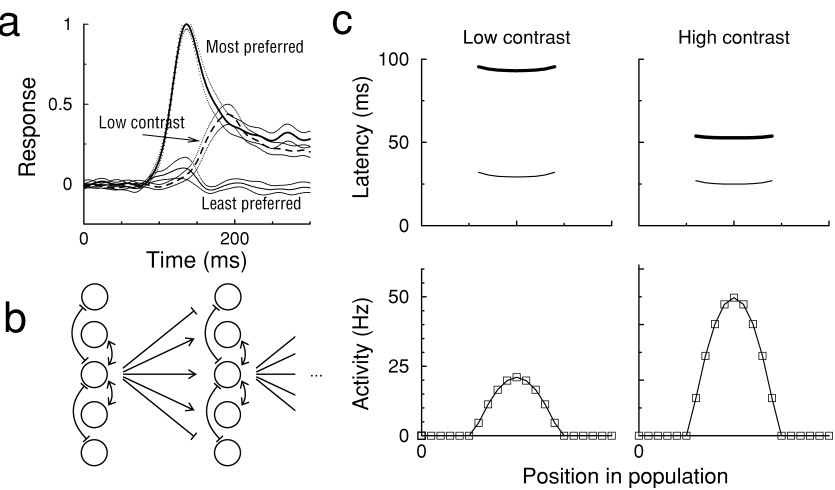 a
Response
1
0.5
0
Most preferred
Low contrast
Least preferred
0
200
Time (ms)
b
...
c
Low contrast
High contrast
Latency (ms)
100
50
0
Activity (Hz)
50
25
0
0
0
Position in population